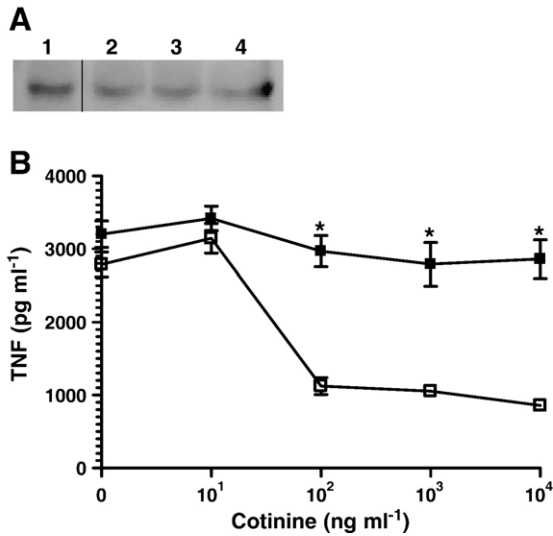 A
1 2 3 4
B
4000
3000
2000
1000
0
TNF (pg ml⁻¹)
* * *
0 10¹ 10² 10³ 10⁴
Cotinine (ng ml⁻¹)